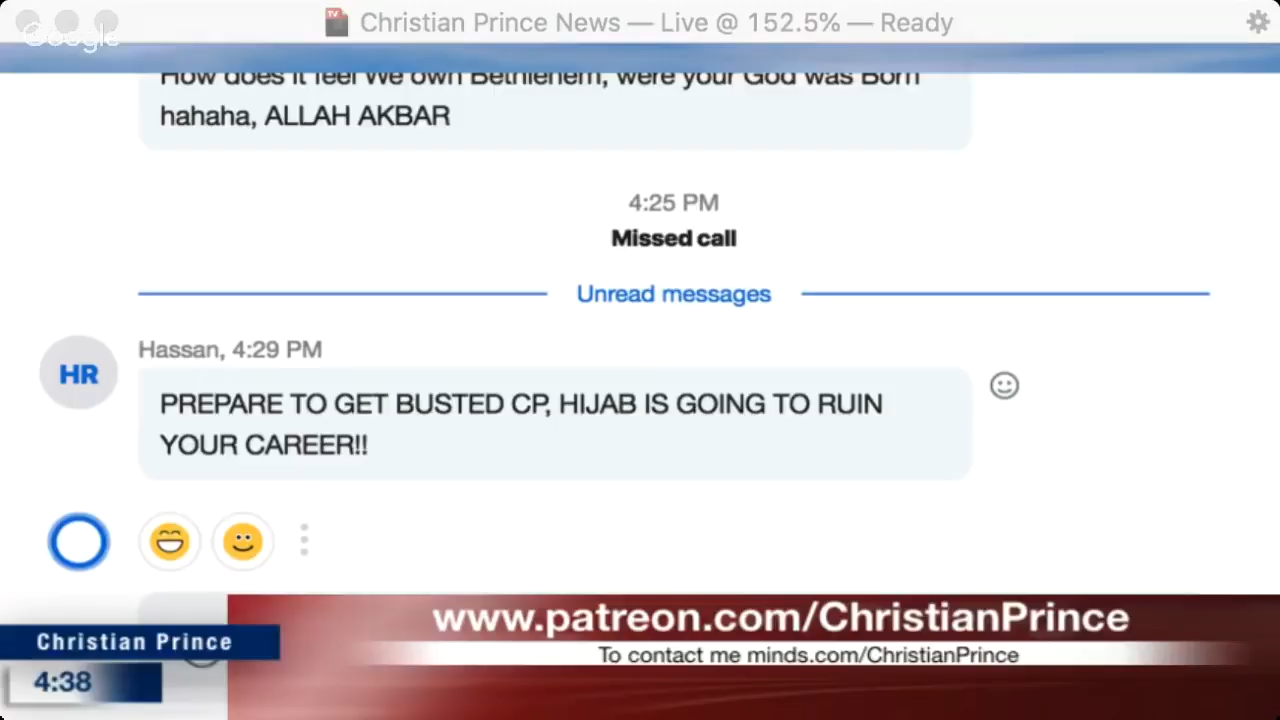 Christian Prince News — Live @ 152.5% — Ready
Google
How does it feel We own Bethlehem, were your God was Born
hahaha, ALLAH AKBAR
4:25 PM
Missed call
Unread messages
HR
Hassan, 4:29 PM
PREPARE TO GET BUSTED CP, HIJAB IS GOING TO RUIN
YOUR CAREER!!
www.patreon.com/ChristianPrince
Christian Prince
To contact me minds.com/ChristianPrince
4:38